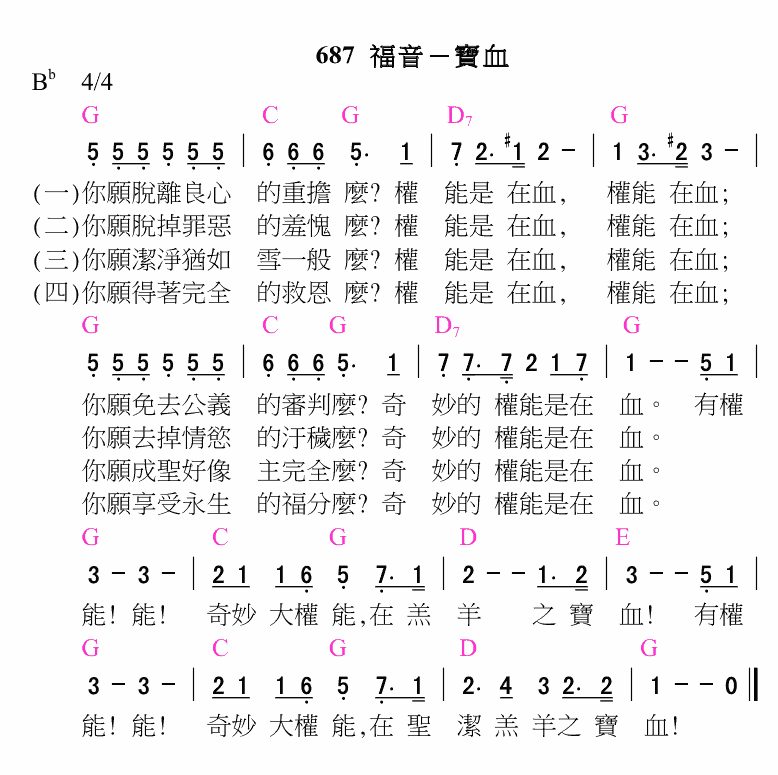 687 福音－寶血
B♭ 4/4
G C G D7 G
5 5 5 5 5 5 | 6 6 6 5· 1 | 7 2· #1 2 － | 1 3· #2 3 － |
(一)你願脫離良心 的重擔 麼? 權 能是 在血, 權能 在血;
(二)你願脫掉罪惡 的羞愧 麼? 權 能是 在血, 權能 在血;
(三)你願潔淨猶如 雪一般 麼? 權 能是 在血, 權能 在血;
(四)你願得著完全 的救恩 麼? 權 能是 在血, 權能 在血;
G C G D7 G
5 5 5 5 5 5 | 6 6 6 5· 1 | 7 7· 7 2 1 7 | 1 － － 5 1 |
你願免去公義 的審判麼? 奇 妙的 權能是在 血。 有權
你願去掉情慾 的汙穢麼? 奇 妙的 權能是在 血。
你願成聖好像 主完全麼? 奇 妙的 權能是在 血。
你願享受永生 的福分麼? 奇 妙的 權能是在 血。
G C G D E
3 － 3 － | 2 1 1 6 5 7· 1 | 2 － － 1· 2 | 3 － － 5 1 |
能! 能! 奇妙 大權 能,在 羔 羊 之 寶 血! 有權
G C G D G
3 － 3 － | 2 1 1 6 5 7· 1 | 2· 4 3 2· 2 | 1 － － 0 ‖
能! 能! 奇妙 大權 能,在 聖 潔 羔 羊之 寶 血!